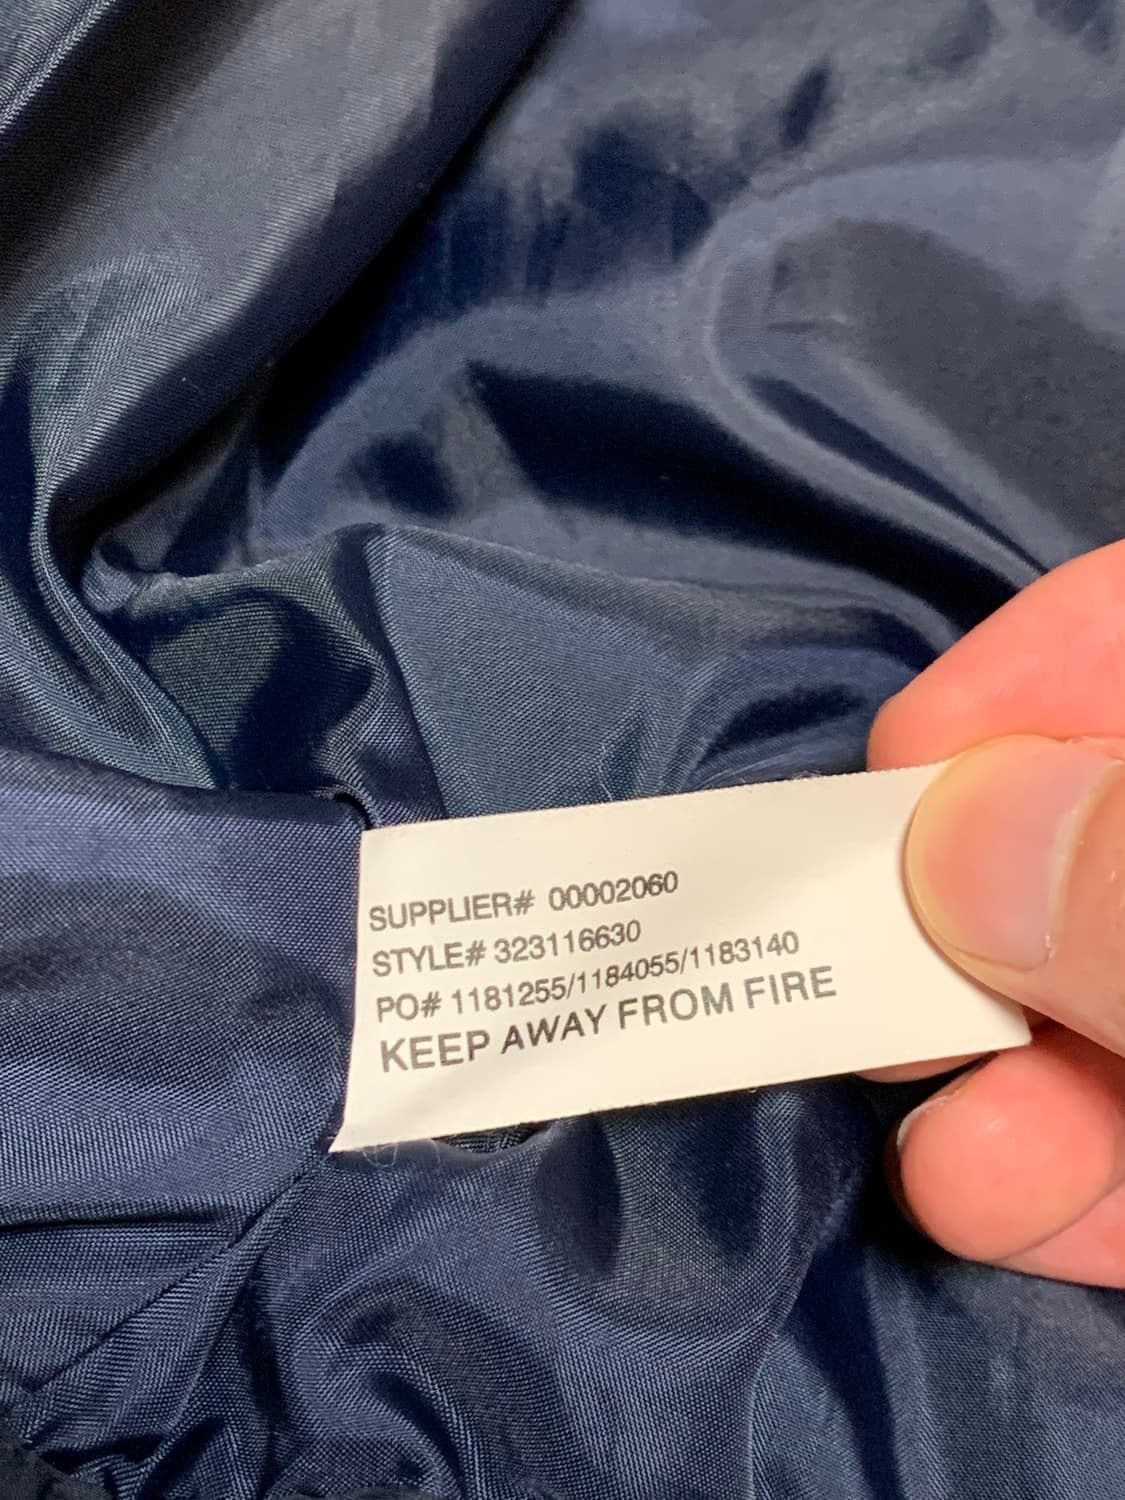 SUPPLIER# 00002060
STYLE# 323116630
PO# 1181255/1184055/1183140
KEEP AWAY FROM FIRE